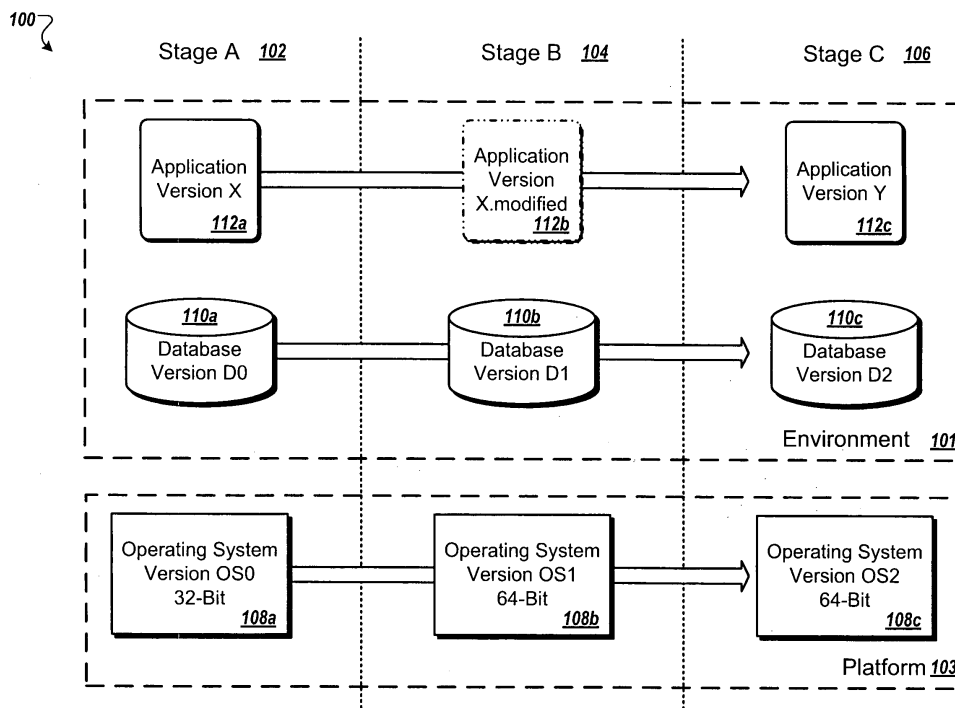 100
Stage A 102
Stage B 104
Stage C 106
Application
Version X
112a
Application
Version
X.modified
112b
Application
Version Y
112c
110a
Database
Version D0
110b
Database
Version D1
110c
Database
Version D2
Environment 101
Operating System
Version OS0
32-Bit
108a
Operating System
Version OS1
64-Bit
108b
Operating System
Version OS2
64-Bit
108c
Platform 103